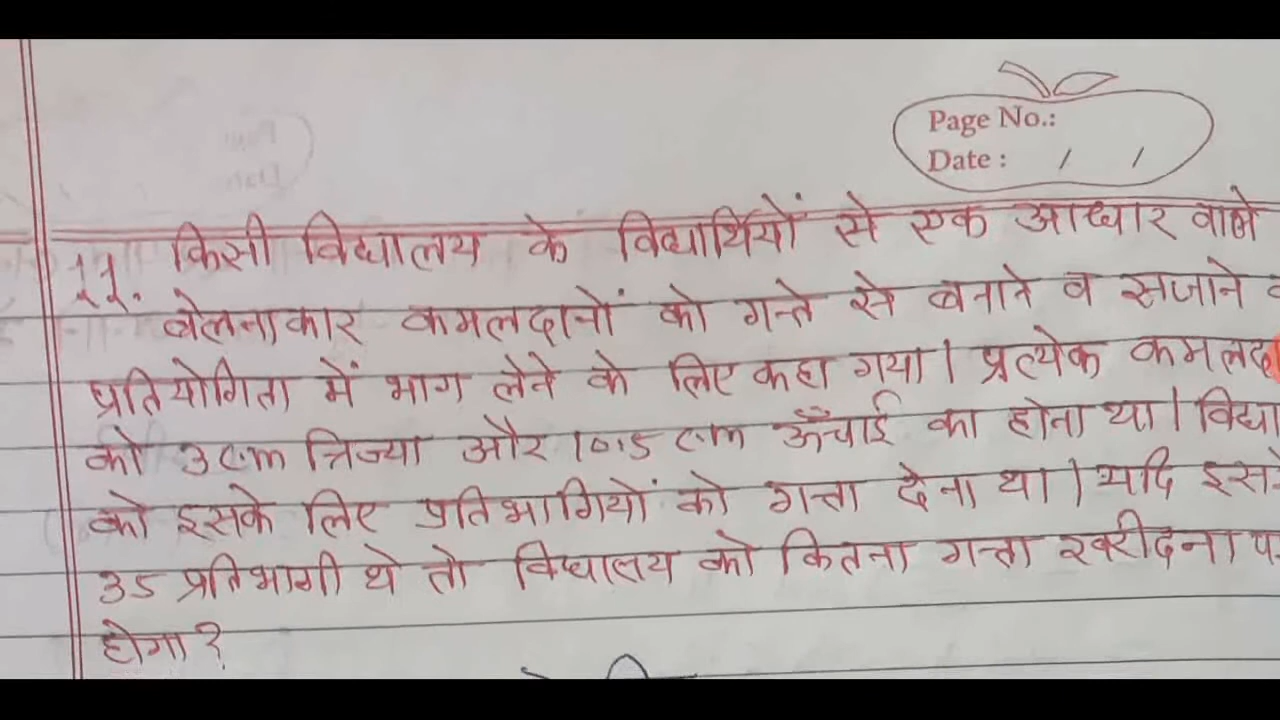 Page No.:
Date : / /
11. किसी विद्यालय के विद्यार्थियों से एक आधार वाले
बेलनाकार कमलदानों को गत्ते से बनाने व सजाने
प्रतियोगिता में भाग लेने के लिए कहा गया। प्रत्येक
को 3 cm त्रिज्या और 10.5 cm ऊँचाई का होना था।
को इसके लिए प्रतिभागियों को गत्ता देना था। यदि
35 प्रतिभागी थे तो विद्यालय को कितना गत्ता खरीदना
होगा?